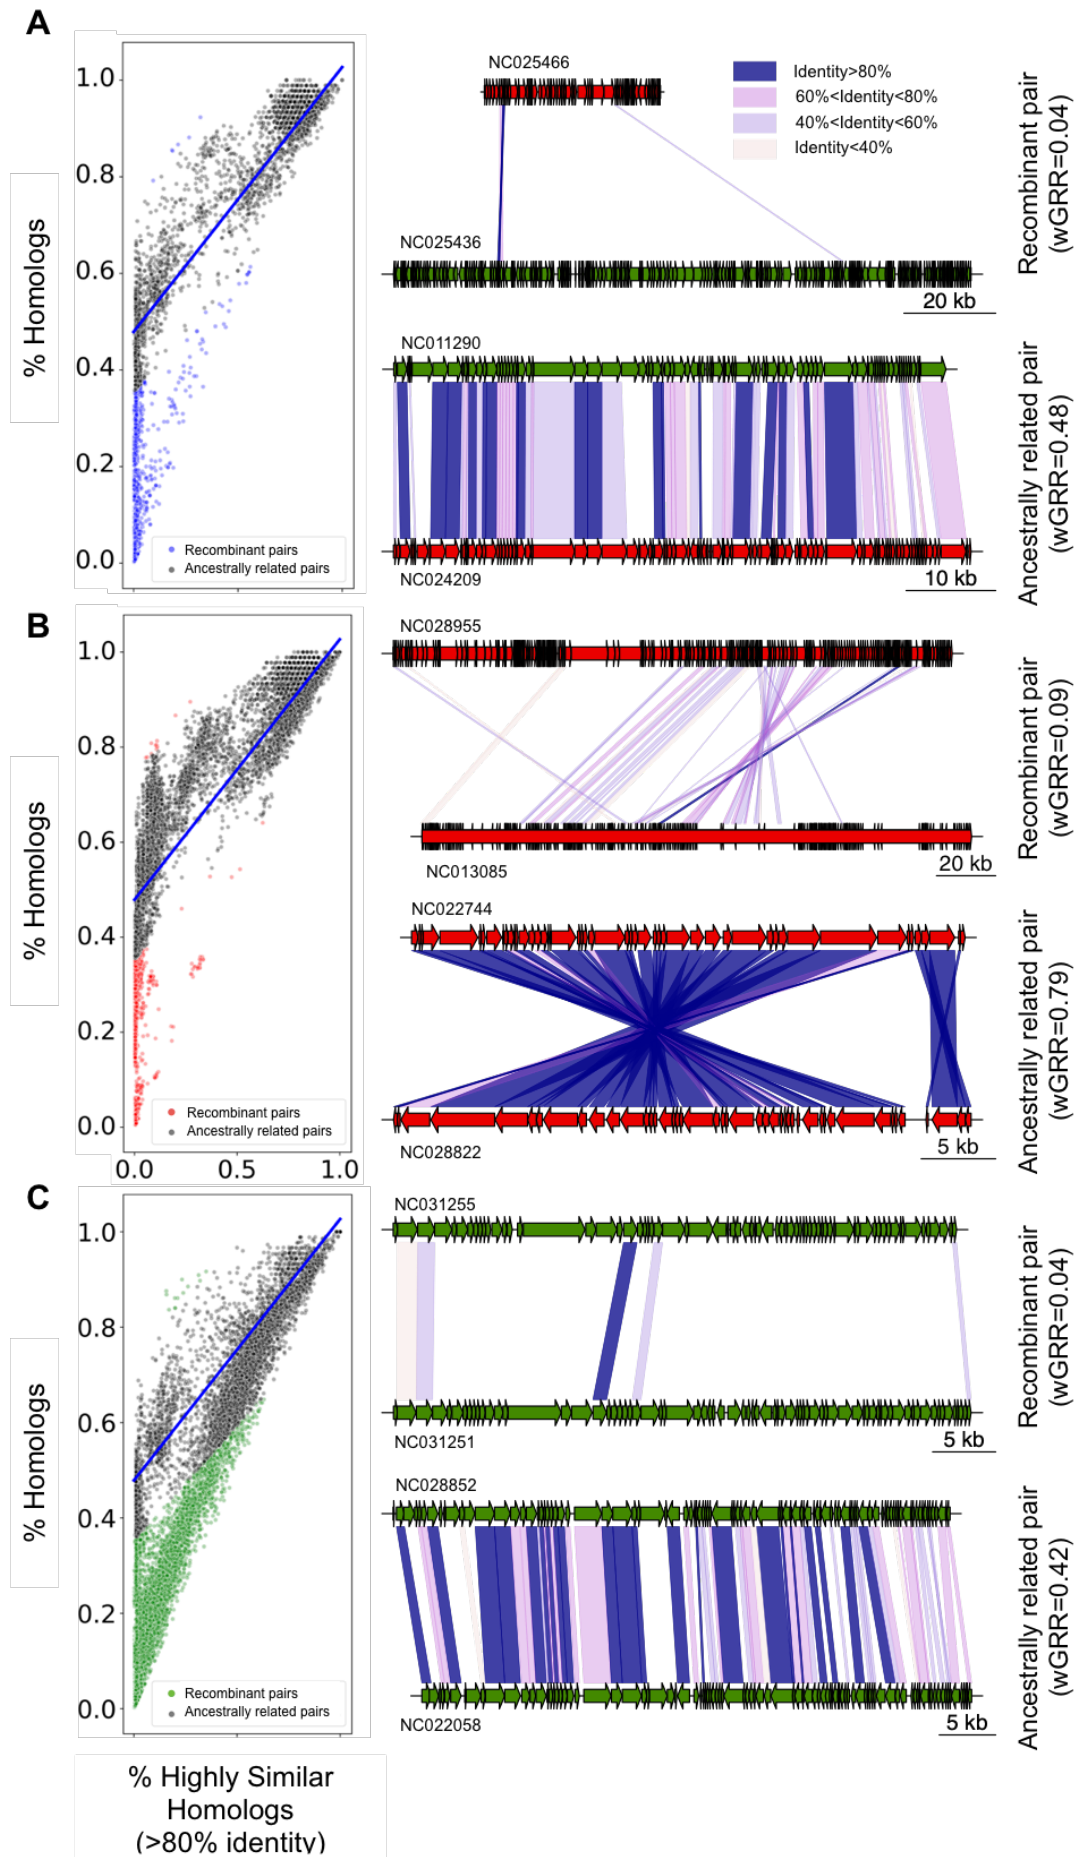 A
1.0
0.8
0.6
0.4
0.2
0.0
% Homologs
Recombinant pairs
Ancestrally related pairs
NC025466
Identity>80%
60%<Identity<80%
40%<Identity<60%
Identity<40%
NC025436
20 kb
Recombinant pair
(wGRR=0.04)
NC011290
NC024209
10 kb
Ancestrally related pair
(wGRR=0.48)
B
1.0
0.8
0.6
0.4
0.2
0.0
% Homologs
Recombinant pairs
Ancestrally related pairs
0.0
0.5
1.0
NC028955
NC013085
20 kb
Recombinant pair
(wGRR=0.09)
NC022744
NC028822
5 kb
Ancestrally related pair
(wGRR=0.79)
C
1.0
0.8
0.6
0.4
0.2
0.0
% Homologs
Recombinant pairs
Ancestrally related pairs
NC031255
NC031251
5 kb
Recombinant pair
(wGRR=0.04)
NC028852
NC022058
5 kb
Ancestrally related pair
(wGRR=0.42)
% Highly Similar
Homologs
(>80% identity)